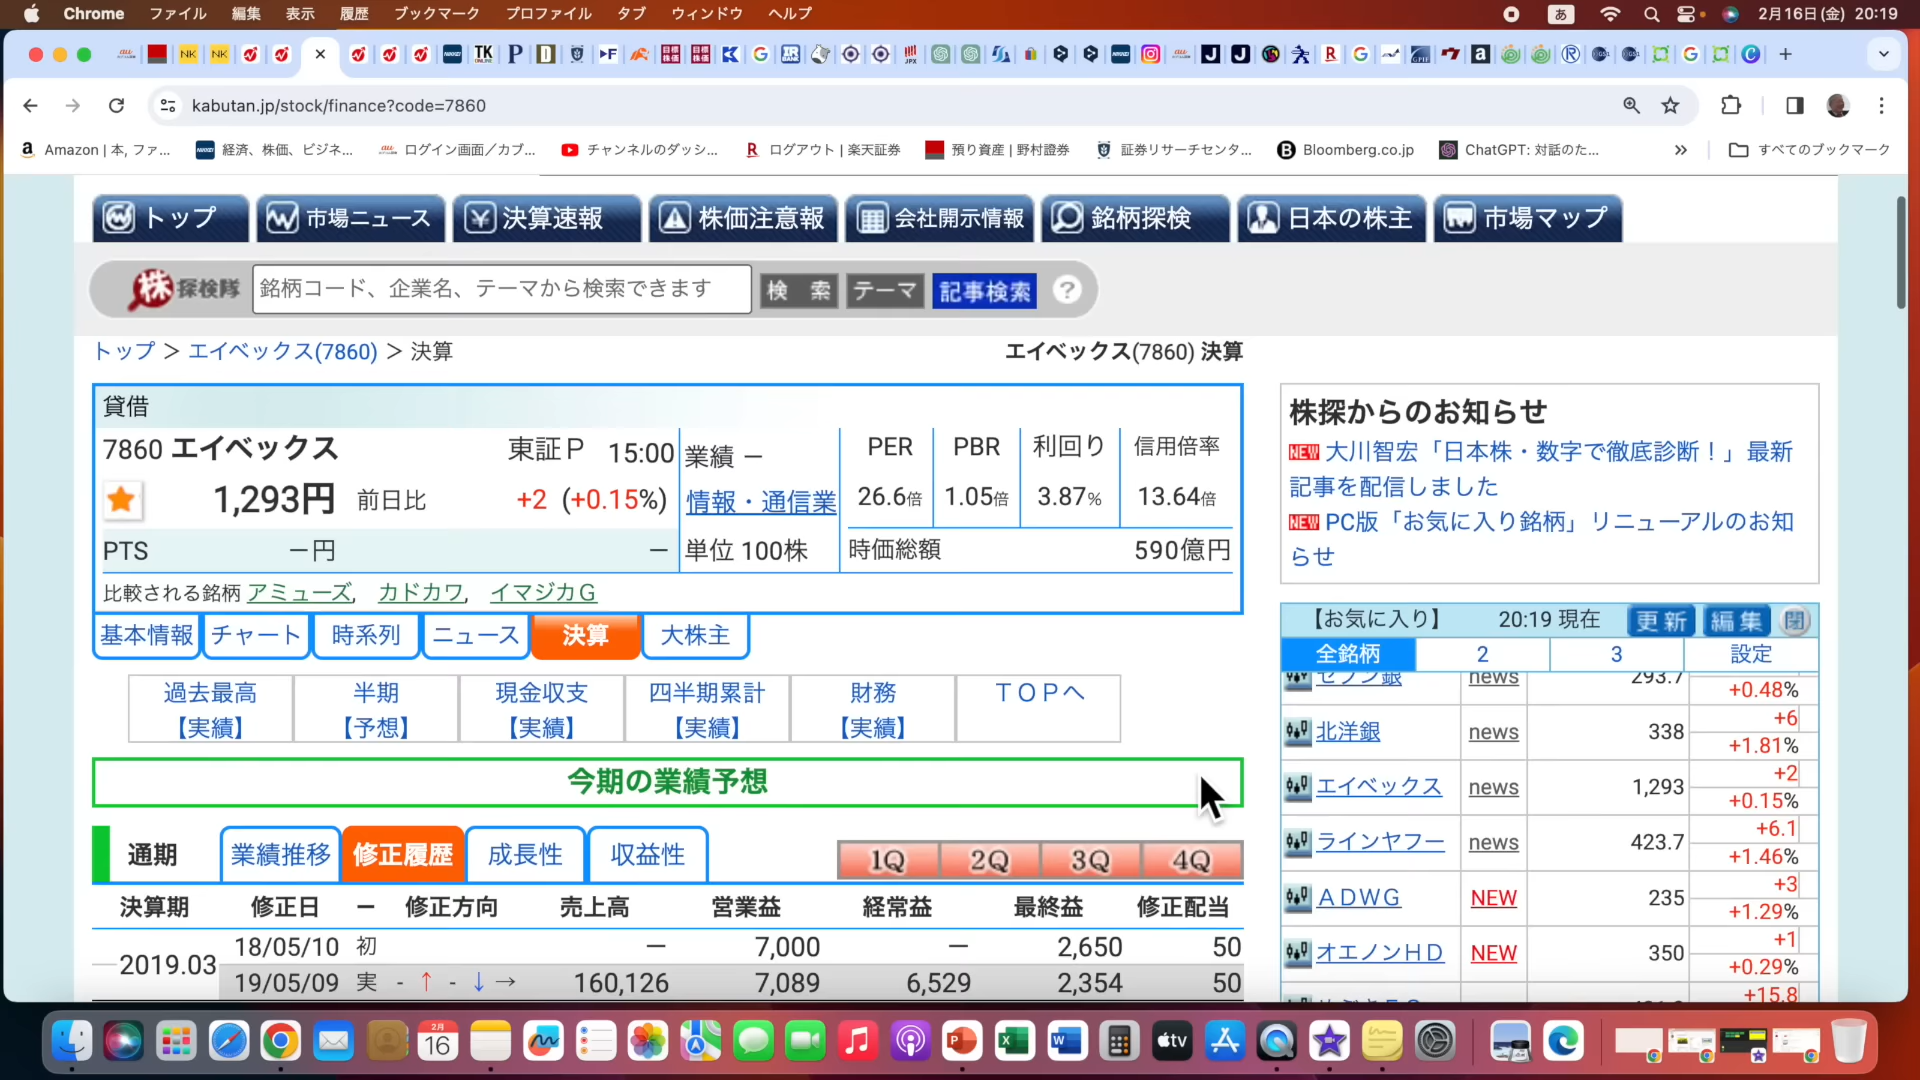 Chrome ファイル 編集 表示 履歴 ブックマーク プロファイル タブ ウィンドウ ヘルプ あ 2月16日(金) 20:19
kabutan.jp/stock/finance?code=7860
Amazon | 本, ファ... 経済、株価、ビジネ... ログイン画面／カブ... チャンネルのダッシ... ログアウト | 楽天証券 預り資産 | 野村證券 証券リサーチセンタ... Bloomberg.co.jp ChatGPT: 対話のた... » すべてのブックマーク
トップ 市場ニュース 決算速報 株価注意報 会社開示情報 銘柄探検 日本の株主 市場マップ
株探検隊 銘柄コード、企業名、テーマから検索できます 検 索 テーマ 記事検索 ?
トップ > エイベックス(7860) > 決算 エイベックス(7860) 決算
貸借
7860 エイベックス 東証Ｐ 15:00 業績 － PER PBR 利回り 信用倍率
1,293円 前日比 +2 (+0.15%) 情報・通信業 26.6倍 1.05倍 3.87% 13.64倍
PTS －円 － 単位 100株 時価総額 590億円
比較される銘柄 アミューズ, カドカワ, イマジカＧ
基本情報 チャート 時系列 ニュース 決算 大株主
過去最高 半期 現金収支 四半期累計 財務 ＴＯＰへ
【実績】 【予想】 【実績】 【実績】 【実績】
今期の業績予想
通期 業績推移 修正履歴 成長性 収益性 1Q 2Q 3Q 4Q
決算期 修正日 － 修正方向 売上高 営業益 経常益 最終益 修正配当
2019.03
18/05/10 初 － 7,000 － 2,650 50
19/05/09 実 - ↑ - ↓ → 160,126 7,089 6,529 2,354 50
株探からのお知らせ
NEW 大川智宏「日本株・数字で徹底診断！」最新
記事を配信しました
NEW PC版「お気に入り銘柄」リニューアルのお知
らせ
【お気に入り】 20:19 現在 更新 編集 閉
全銘柄 2 3 設定
セブン銀 news 293.7 +0.48%
北洋銀 news 338 +6 +1.81%
エイベックス news 1,293 +2 +0.15%
ラインヤフー news 423.7 +6.1 +1.46%
ＡＤＷＧ NEW 235 +3 +1.29%
オエノンＨＤ NEW 350 +1 +0.29%
+15.8
2月
16